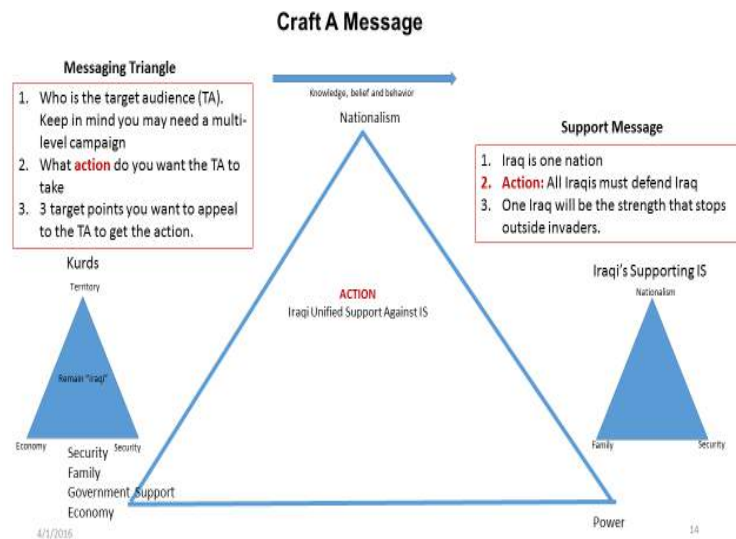 Craft A Message
Messaging Triangle
1. Who is the target audience (TA).
Keep in mind you may need a multi-
level campaign
2. What action do you want the TA to
take
3. 3 target points you want to appeal
to the TA to get the action.
Knowledge, belief and behavior
Nationalism
Support Message
1. Iraq is one nation
2. Action: All Iraqis must defend Iraq
3. One Iraq will be the strength that stops
outside invaders.
Kurds
Territory
Remain "Iraqi"
Economy
Security
ACTION
Iraqi Unified Support Against IS
Iraqi's Supporting IS
Nationalism
Family
Security
Security
Family
Government Support
Economy
Power
4/1/2016
14